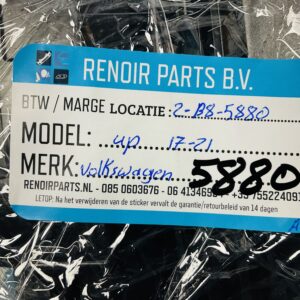 RENOIR PARTS B.V.
BTW / MARGE LOCATIE: 2-B8-5880
MODEL: up 17-21
MERK: Volkswagen 5880
RENOIRPARTS.NL - 085 0603676 - 06
LETOP: Na het verwijderen van de sticker vervalt de garantie/retourbeleid van 14 dagen